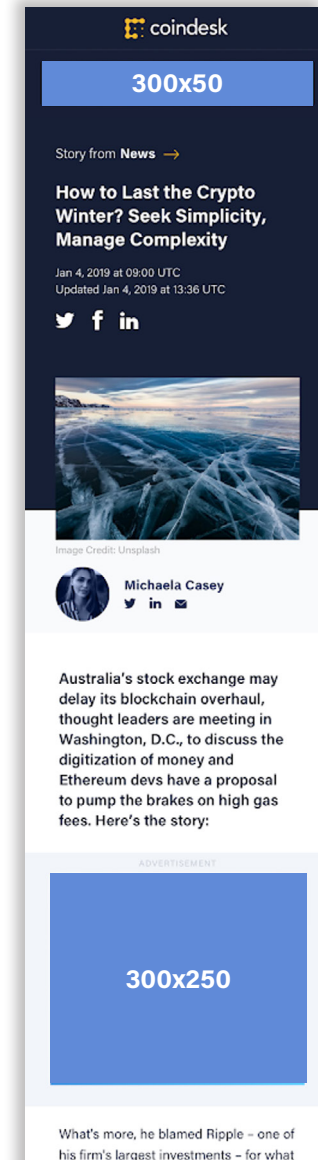 coindesk
300x50
Story from News →
How to Last the Crypto
Winter? Seek Simplicity,
Manage Complexity
Jan 4, 2019 at 09:00 UTC
Updated Jan 4, 2019 at 13:36 UTC
Image Credit: Unsplash
Michaela Casey
Australia's stock exchange may
delay its blockchain overhaul,
thought leaders are meeting in
Washington, D.C., to discuss the
digitization of money and
Ethereum devs have a proposal
to pump the brakes on high gas
fees. Here's the story:
ADVERTISEMENT
300x250
What's more, he blamed Ripple – one of
his firm's largest investments – for what